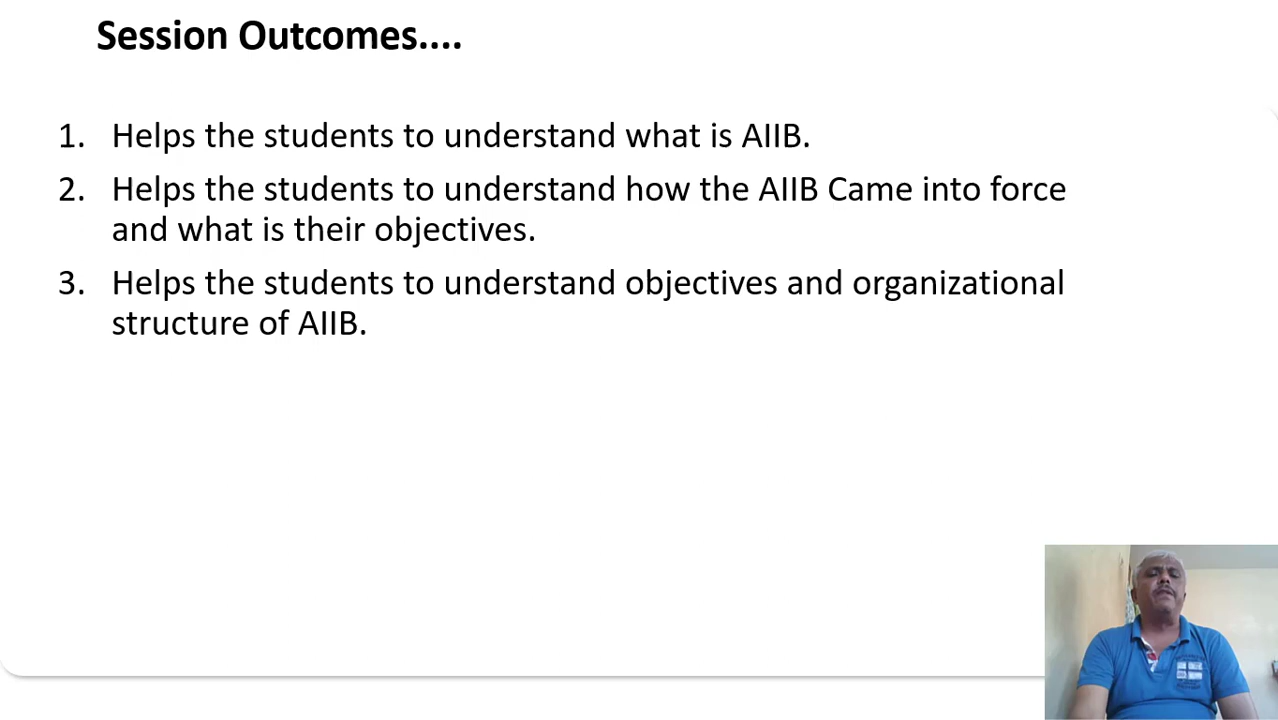 Session Outcomes....
1. Helps the students to understand what is AIIB.
2. Helps the students to understand how the AIIB Came into force
and what is their objectives.
3. Helps the students to understand objectives and organizational
structure of AIIB.